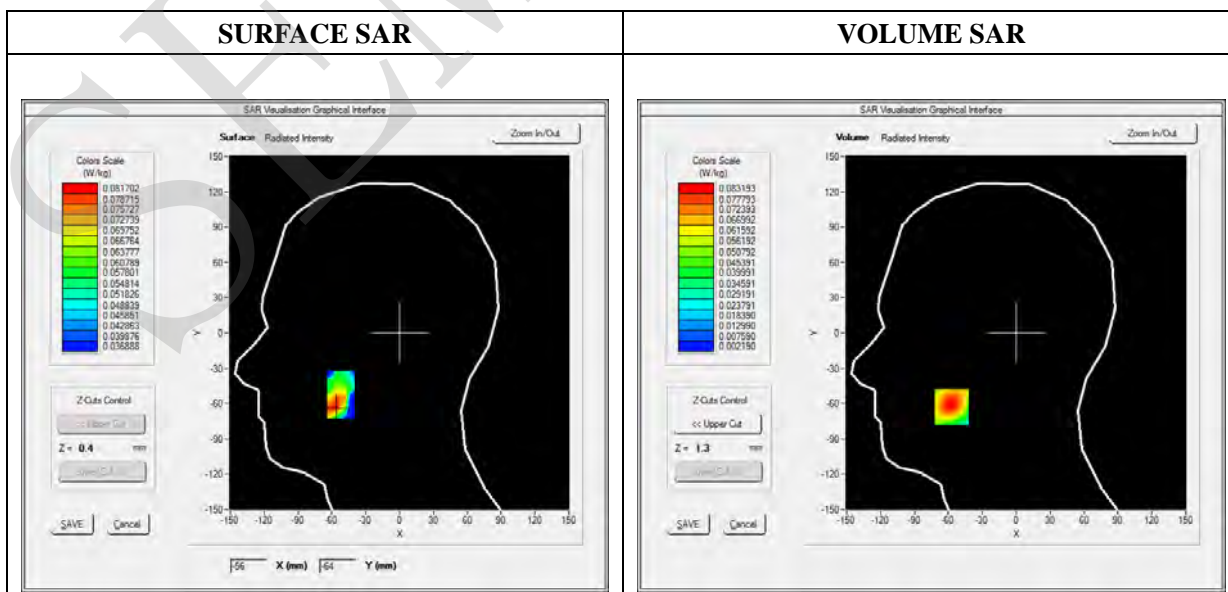 SURFACE SAR
VOLUME SAR
SAR Visualisation Graphical Interface
Surface Radiated Intensity
Zoom In/Out
Colors Scale
(W/kg)
0.081702
0.078715
0.075727
0.072739
0.069752
0.066764
0.063777
0.060789
0.057801
0.054814
0.051826
0.048839
0.045851
0.042863
0.039876
0.036888
Z-Cuts Control
<< Upper Cut
Z = 0.4 mm
SAVE
Cancel
150
120
90
60
30
0
-30
-60
-90
-120
-150
Y
-150 -120 -90 -60 -30 0 30 60 90 120 150
X
-56 X (mm) -64 Y (mm)
SAR Visualisation Graphical Interface
Volume Radiated Intensity
Zoom In/Out
Colors Scale
(W/kg)
0.083193
0.077793
0.072393
0.066992
0.061592
0.056192
0.050792
0.045391
0.039991
0.034591
0.029191
0.023791
0.018390
0.012990
0.007590
0.002190
Z-Cuts Control
<< Upper Cut
Z = 1.3 mm
SAVE
Cancel
150
120
90
60
30
0
-30
-60
-90
-120
-150
Y
-150 -120 -90 -60 -30 0 30 60 90 120 150
X